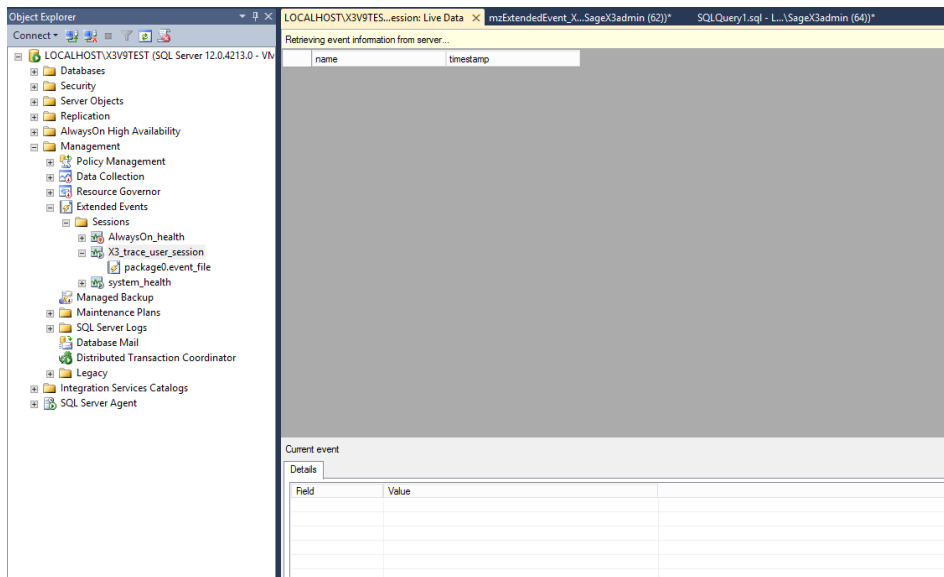 Object Explorer
Connect
LOCALHOST\X3V9TEST (SQL Server 12.0.4213.0 - VM
Databases
Security
Server Objects
Replication
AlwaysOn High Availability
Management
Policy Management
Data Collection
Resource Governor
Extended Events
Sessions
AlwaysOn_health
X3_trace_user_session
package0.event_file
system_health
Managed Backup
Maintenance Plans
SQL Server Logs
Database Mail
Distributed Transaction Coordinator
Legacy
Integration Services Catalogs
SQL Server Agent
LOCALHOST\X3V9TES...ession: Live Data mzExtendedEvent_X...SageX3admin (62))* SQLQuery1.sql - L...\SageX3admin (64))*
Retrieving event information from server...
name timestamp
Current event
Details
Field Value